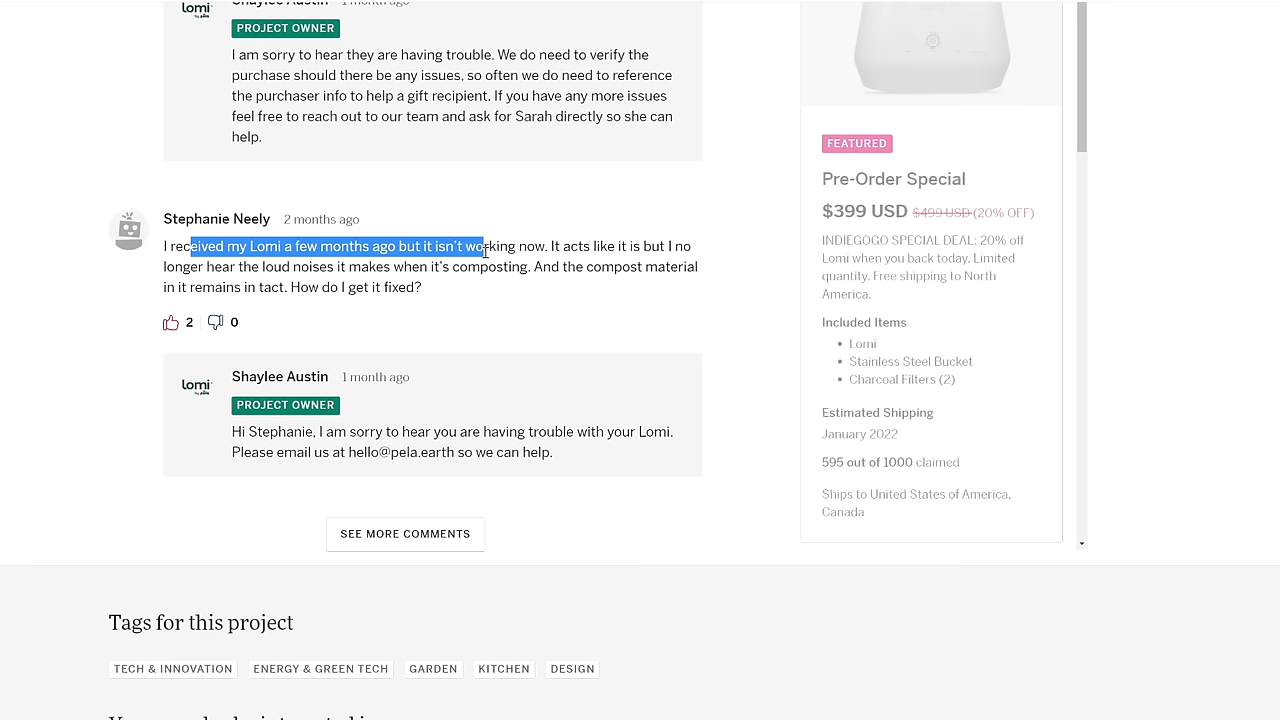 lomi
Shaylee Austin 1 month ago
PROJECT OWNER
I am sorry to hear they are having trouble. We do need to verify the
purchase should there be any issues, so often we do need to reference
the purchaser info to help a gift recipient. If you have any more issues
feel free to reach out to our team and ask for Sarah directly so she can
help.
Stephanie Neely 2 months ago
I received my Lomi a few months ago but it isn't working now. It acts like it is but I no
longer hear the loud noises it makes when it's composting. And the compost material
in it remains in tact. How do I get it fixed?
2 0
lomi
Shaylee Austin 1 month ago
PROJECT OWNER
Hi Stephanie, I am sorry to hear you are having trouble with your Lomi.
Please email us at hello@pela.earth so we can help.
SEE MORE COMMENTS
FEATURED
Pre-Order Special
$399 USD $499 USD (20% OFF)
INDIEGOGO SPECIAL DEAL: 20% off
Lomi when you back today. Limited
quantity. Free shipping to North
America.
Included Items
• Lomi
• Stainless Steel Bucket
• Charcoal Filters (2)
Estimated Shipping
January 2022
595 out of 1000 claimed
Ships to United States of America,
Canada
Tags for this project
TECH & INNOVATION ENERGY & GREEN TECH GARDEN KITCHEN DESIGN